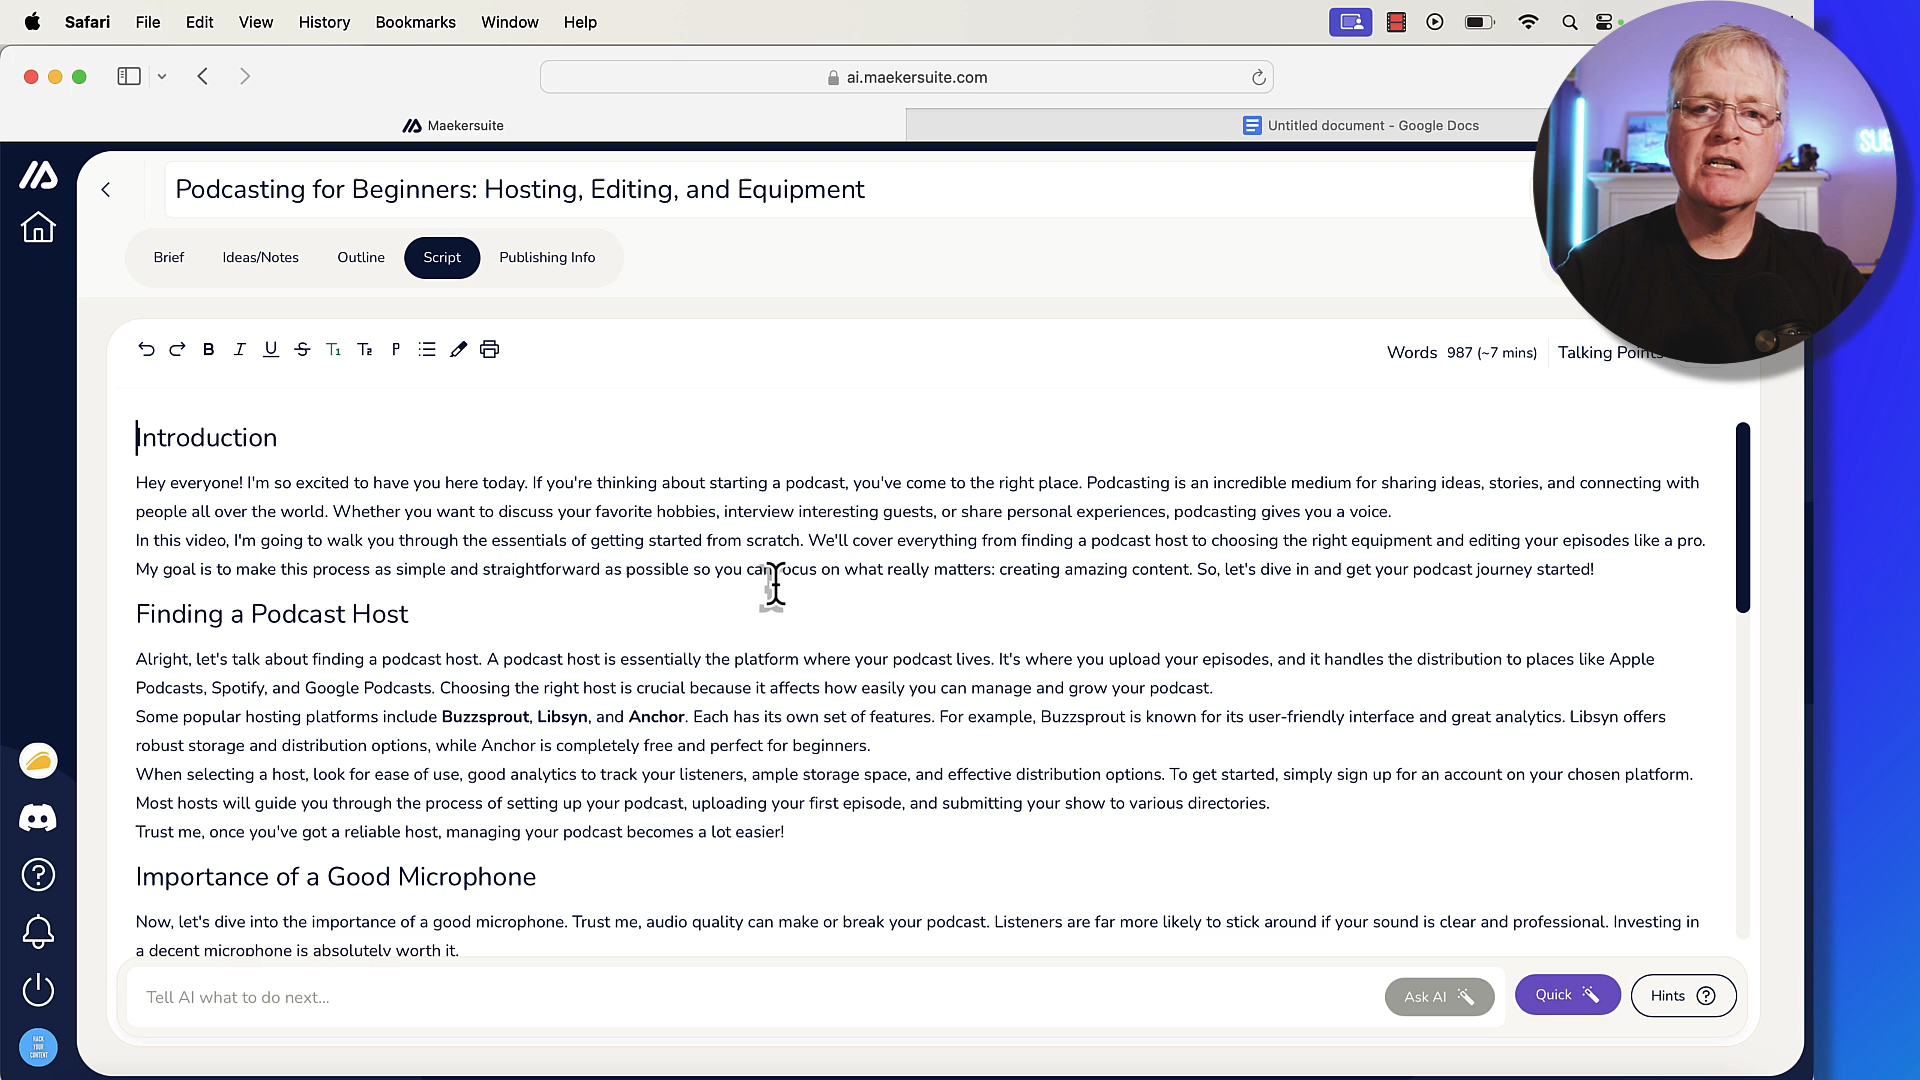 Safari File Edit View History Bookmarks Window Help
ai.maekersuite.com
Maekersuite
Untitled document - Google Docs
Podcasting for Beginners: Hosting, Editing, and Equipment
Brief Ideas/Notes Outline Script Publishing Info
Words 987 (~7 mins) Talking Points
Introduction
Hey everyone! I'm so excited to have you here today. If you're thinking about starting a podcast, you've come to the right place. Podcasting is an incredible medium for sharing ideas, stories, and connecting with
people all over the world. Whether you want to discuss your favorite hobbies, interview interesting guests, or share personal experiences, podcasting gives you a voice.
In this video, I'm going to walk you through the essentials of getting started from scratch. We'll cover everything from finding a podcast host to choosing the right equipment and editing your episodes like a pro.
My goal is to make this process as simple and straightforward as possible so you can focus on what really matters: creating amazing content. So, let's dive in and get your podcast journey started!
Finding a Podcast Host
Alright, let's talk about finding a podcast host. A podcast host is essentially the platform where your podcast lives. It's where you upload your episodes, and it handles the distribution to places like Apple
Podcasts, Spotify, and Google Podcasts. Choosing the right host is crucial because it affects how easily you can manage and grow your podcast.
Some popular hosting platforms include Buzzsprout, Libsyn, and Anchor. Each has its own set of features. For example, Buzzsprout is known for its user-friendly interface and great analytics. Libsyn offers
robust storage and distribution options, while Anchor is completely free and perfect for beginners.
When selecting a host, look for ease of use, good analytics to track your listeners, ample storage space, and effective distribution options. To get started, simply sign up for an account on your chosen platform.
Most hosts will guide you through the process of setting up your podcast, uploading your first episode, and submitting your show to various directories.
Trust me, once you've got a reliable host, managing your podcast becomes a lot easier!
Importance of a Good Microphone
Now, let's dive into the importance of a good microphone. Trust me, audio quality can make or break your podcast. Listeners are far more likely to stick around if your sound is clear and professional. Investing in
a decent microphone is absolutely worth it.
Tell AI what to do next...
Ask AI
Quick
Hints
HACK
YOUR
CONTENT
SUB